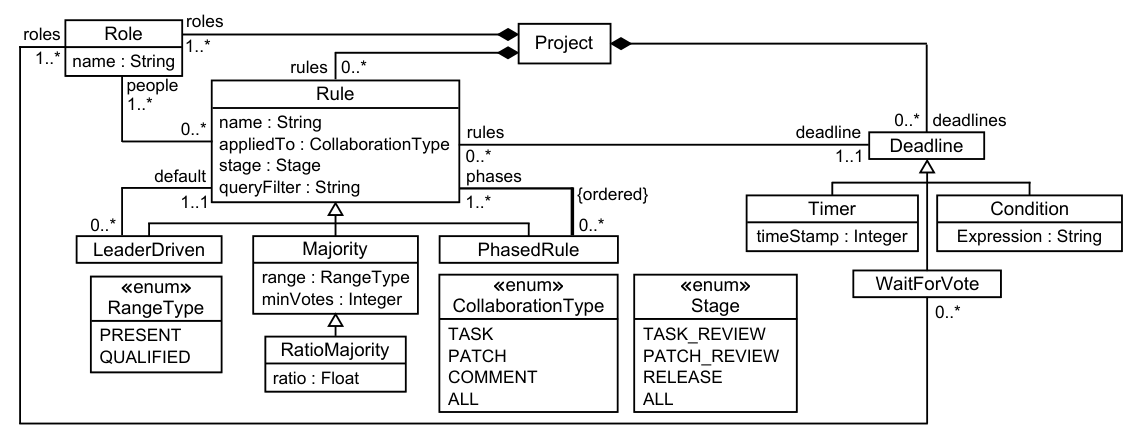 roles
1..*
Role
name : String
roles
1..*
people
1..*
Project
rules
0..*
Rule
name : String
appliedTo : CollaborationType
stage : Stage
queryFilter : String
0..*
rules
0..*
deadline
1..1
0..*
deadlines
Deadline
default
1..1
0..*
phases
1..*
{ordered}
0..*
LeaderDriven
Majority
range : RangeType
minVotes : Integer
PhasedRule
Timer
timeStamp : Integer
Condition
Expression : String
WaitForVote
0..*
RatioMajority
ratio : Float
«enum»
RangeType
PRESENT
QUALIFIED
«enum»
CollaborationType
TASK
PATCH
COMMENT
ALL
«enum»
Stage
TASK_REVIEW
PATCH_REVIEW
RELEASE
ALL